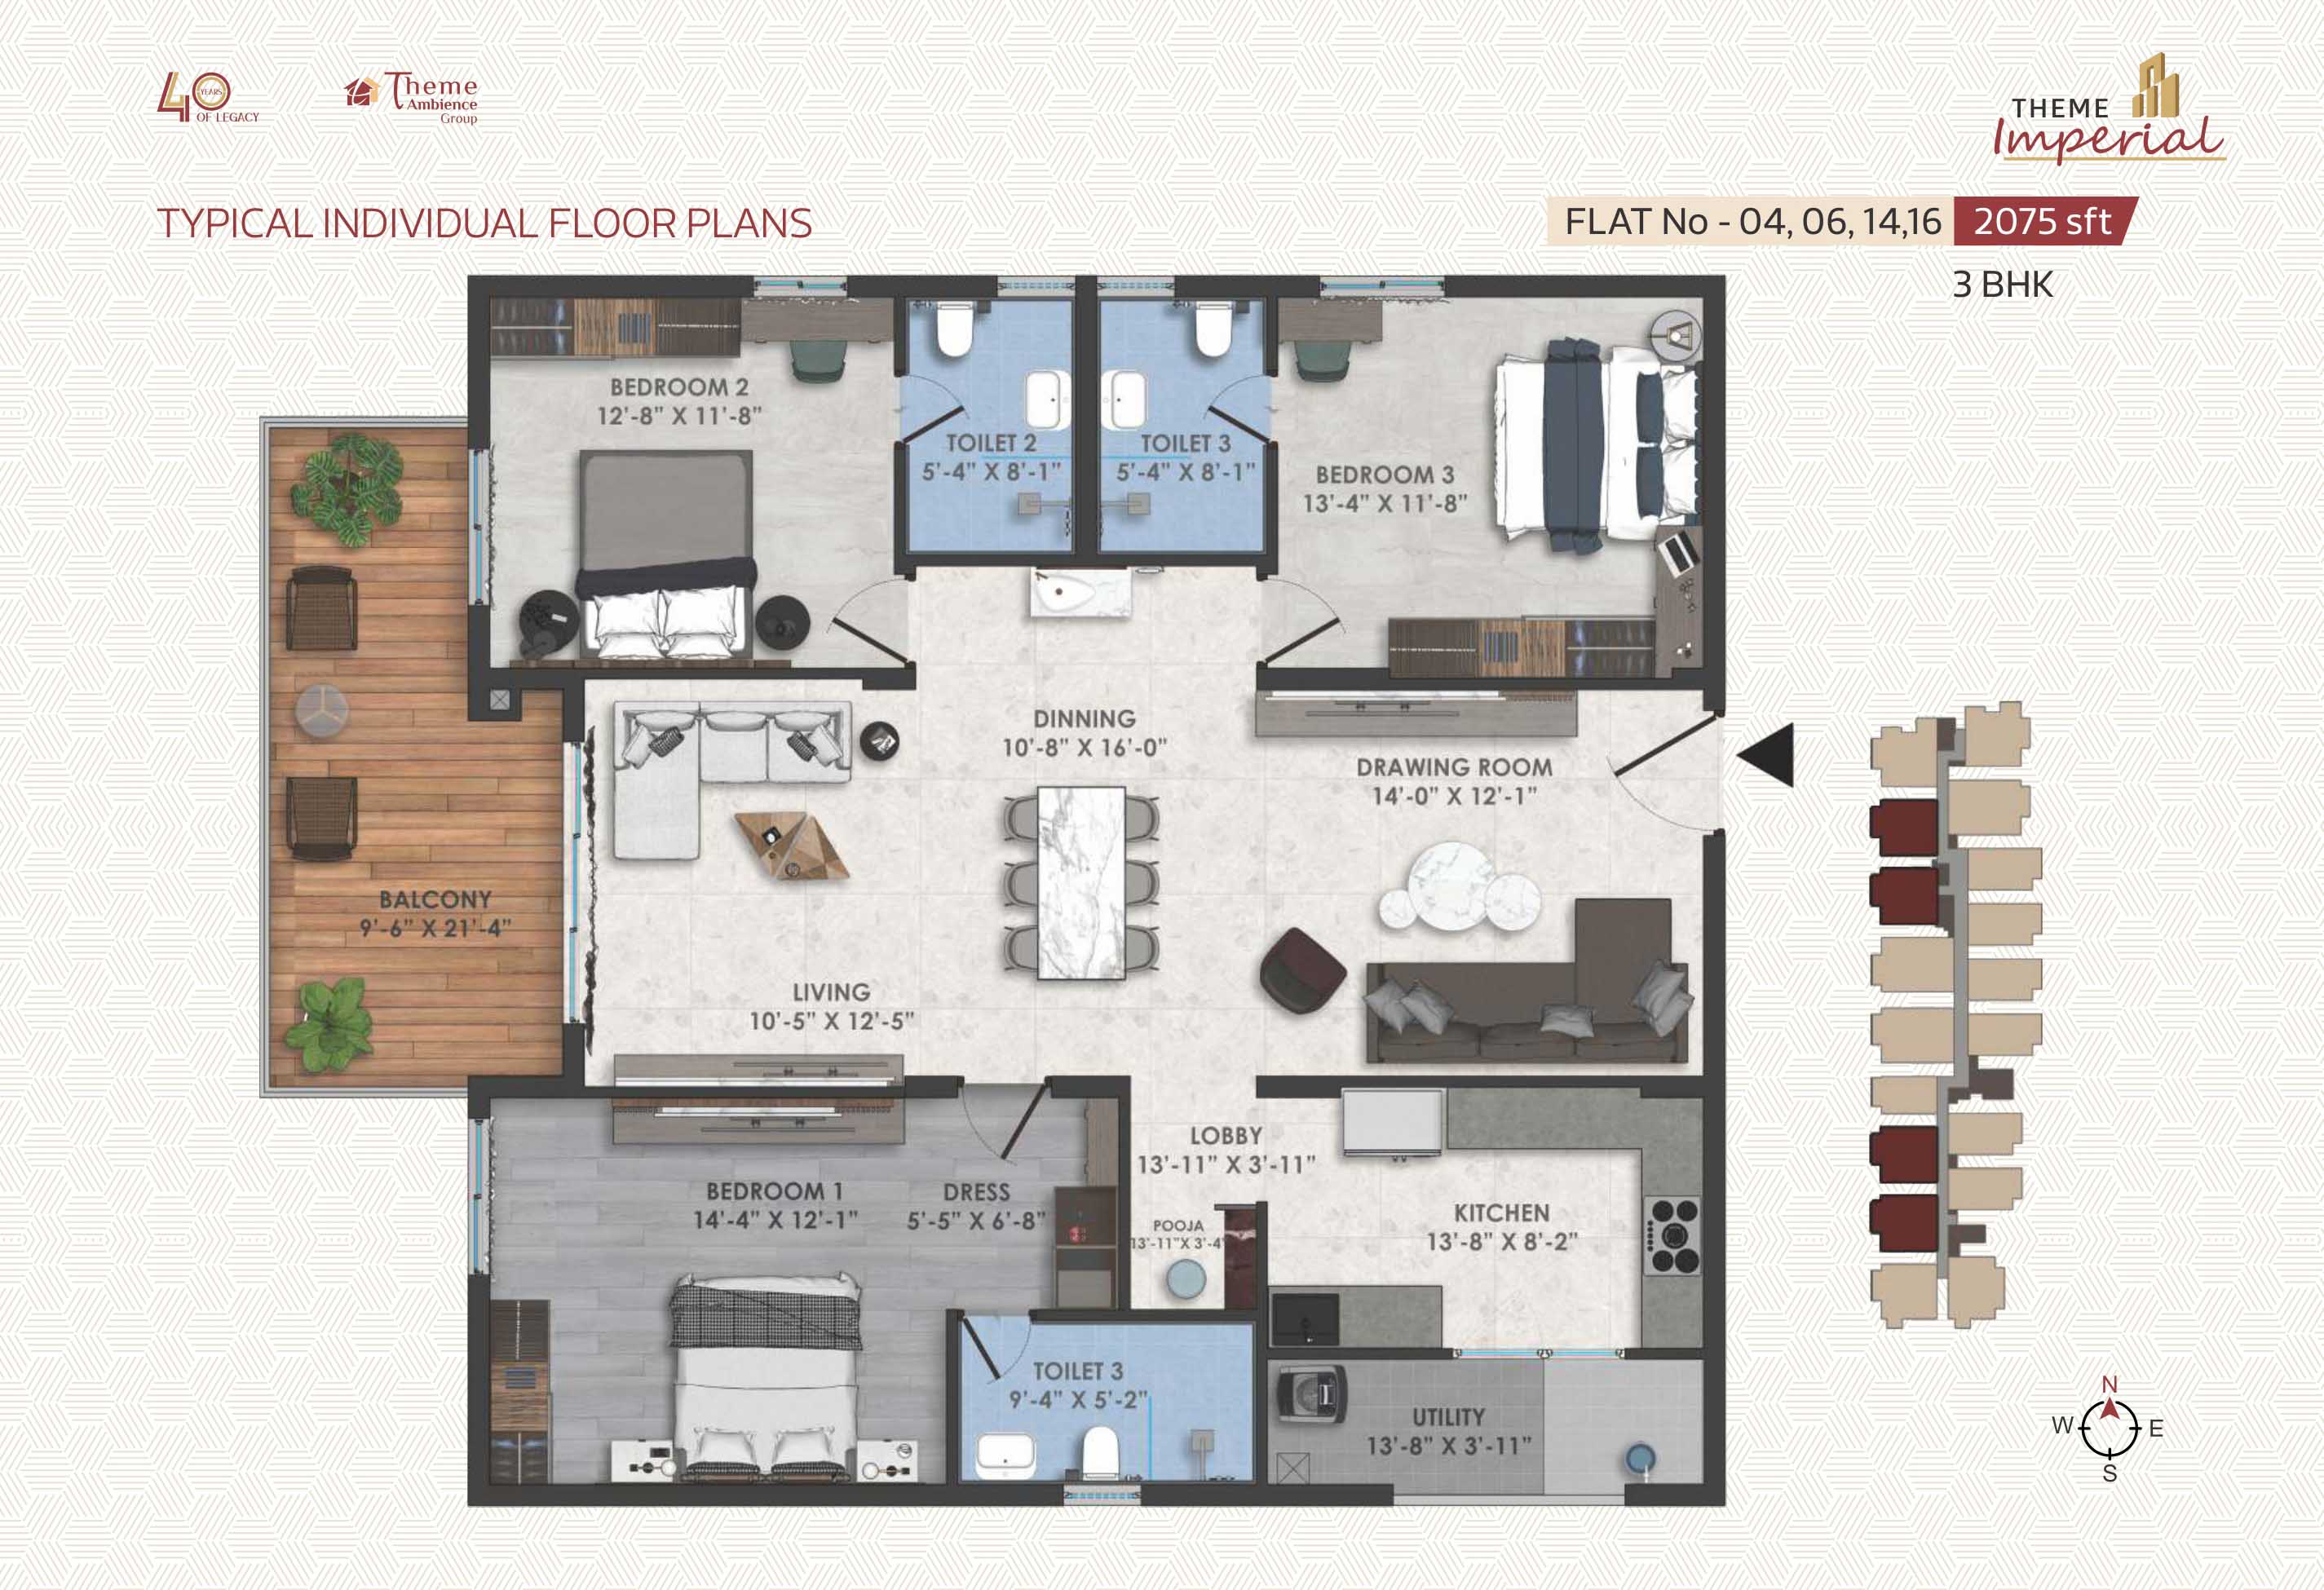 40 YEARS
OF LEGACY
Theme
Ambience
Group
THEME
Imperial
TYPICAL INDIVIDUAL FLOOR PLANS
FLAT No - 04, 06, 14,16
2075 sft
3 BHK
BEDROOM 2
12'-8" X 11'-8"
TOILET 2
5'-4" X 8'-1"
TOILET 3
5'-4" X 8'-1"
BEDROOM 3
13'-4" X 11'-8"
DINNING
10'-8" X 16'-0"
DRAWING ROOM
14'-0" X 12'-1"
BALCONY
9'-6" X 21'-4"
LIVING
10'-5" X 12'-5"
LOBBY
13'-11" X 3'-11"
BEDROOM 1
14'-4" X 12'-1"
DRESS
5'-5" X 6'-8"
POOJA
13'-11"X 3'-4"
KITCHEN
13'-8" X 8'-2"
TOILET 3
9'-4" X 5'-2"
UTILITY
13'-8" X 3'-11"
N
W
E
S